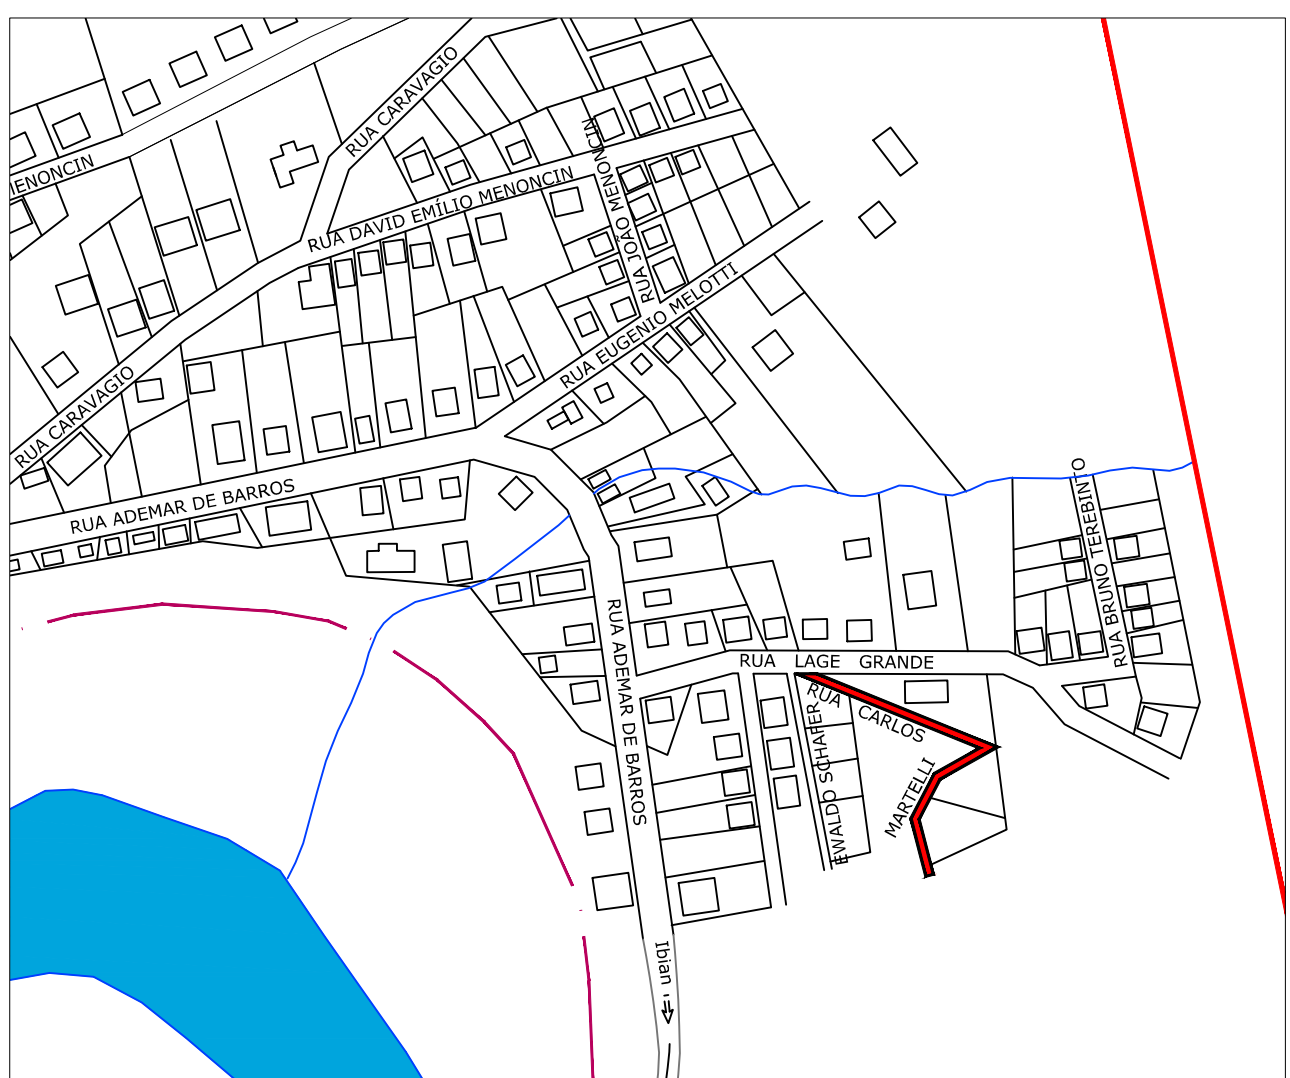 RUA CARAVAGIO
MENONCIN
RUA DAVID EMÍLIO MENONCIN
RUA JOÃO MENONCIN
RUA EUGENIO MELOTTI
RUA CARAVAGIO
RUA ADEMAR DE BARROS
RUA BRUNO TEREBINTO
RUA ADEMAR DE BARROS
RUA LAGE GRANDE
RUA CARLOS
MARTELLI
EWALDO SCHAFER
Ibian